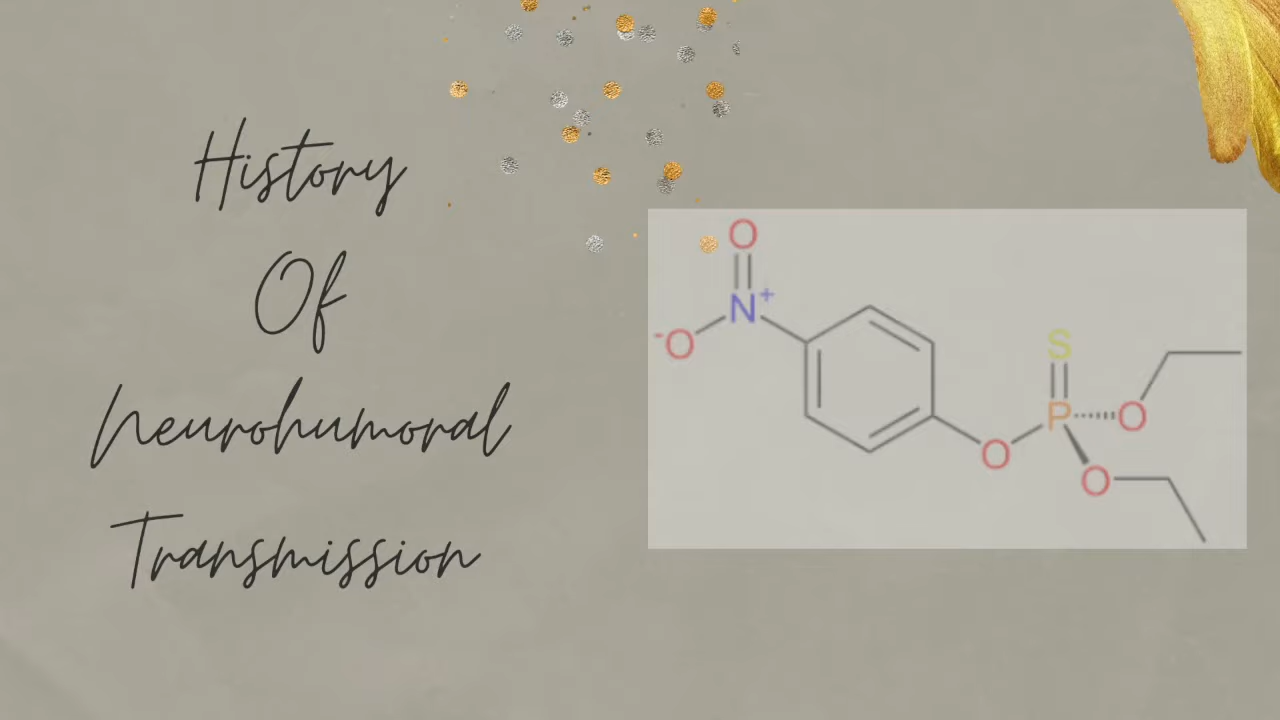 History
Of
Neurohumoral
Transmission
O
N+
-O
S
P
O
O
O